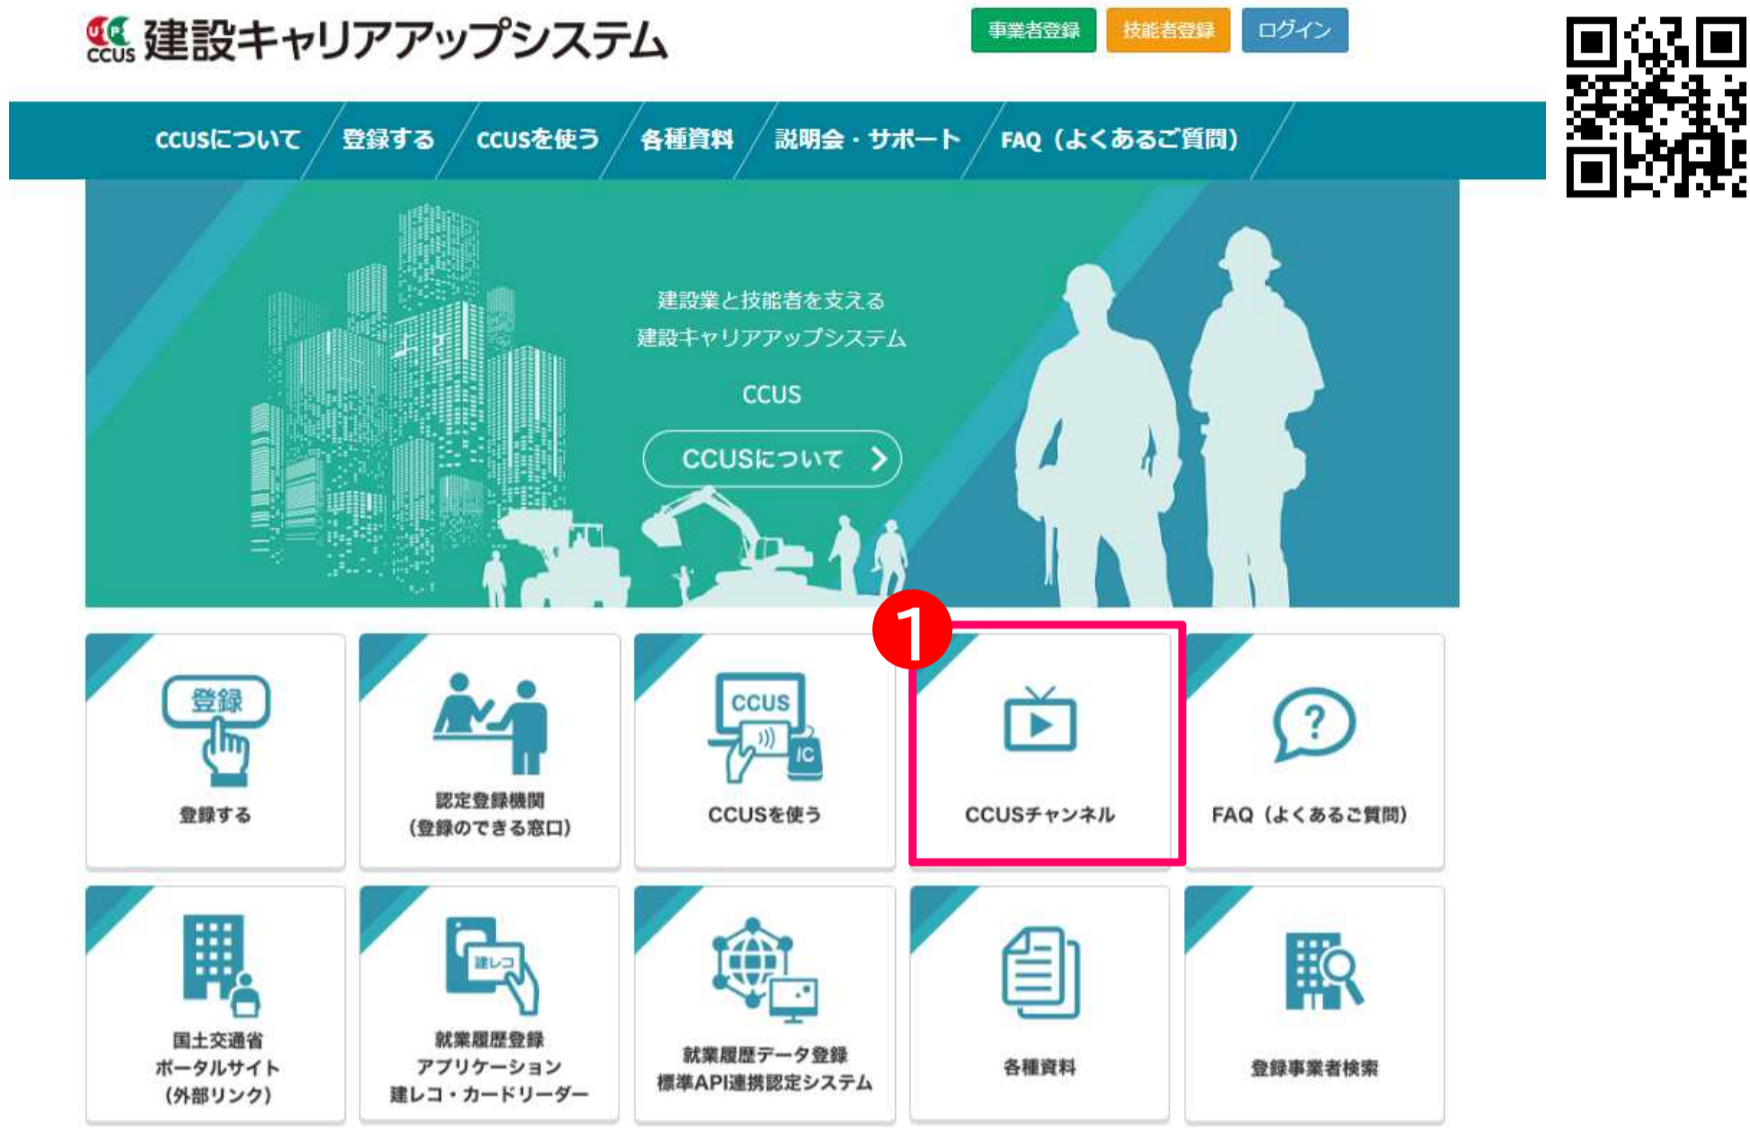 CCUS 建設キャリアアップシステム
事業者登録 技能者登録 ログイン
CCUSについて 登録する CCUSを使う 各種資料 説明会・サポート FAQ（よくあるご質問）
建設業と技能者を支える
建設キャリアアップシステム
CCUS
CCUSについて
1
登録
登録する
認定登録機関
（登録のできる窓口）
CCUS
IC
CCUSを使う
CCUSチャンネル
?
FAQ（よくあるご質問）
国土交通省
ポータルサイト
（外部リンク）
建レコ
就業履歴登録
アプリケーション
建レコ・カードリーダー
就業履歴データ登録
標準API連携認定システム
各種資料
登録事業者検索